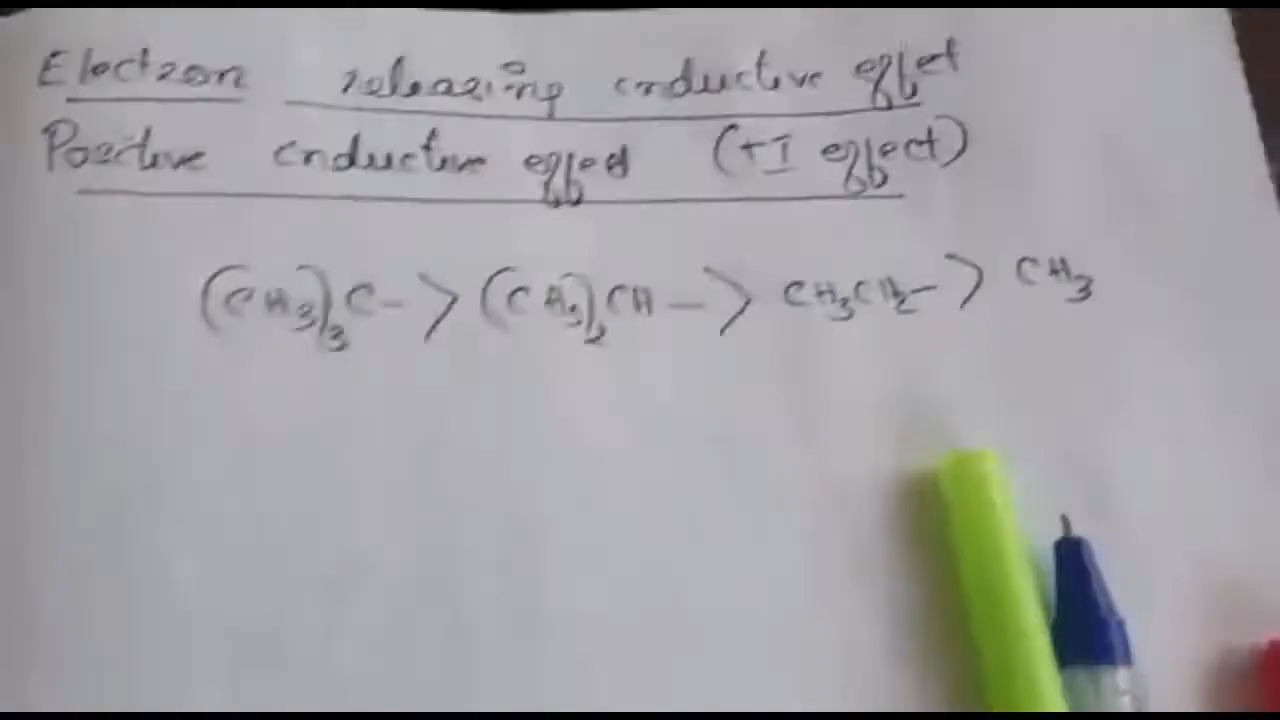 Electron releasing inductive effect
Positive inductive effect (+I effect)
(CH3)3C- > (CH3)2CH- > CH3CH2- > CH3